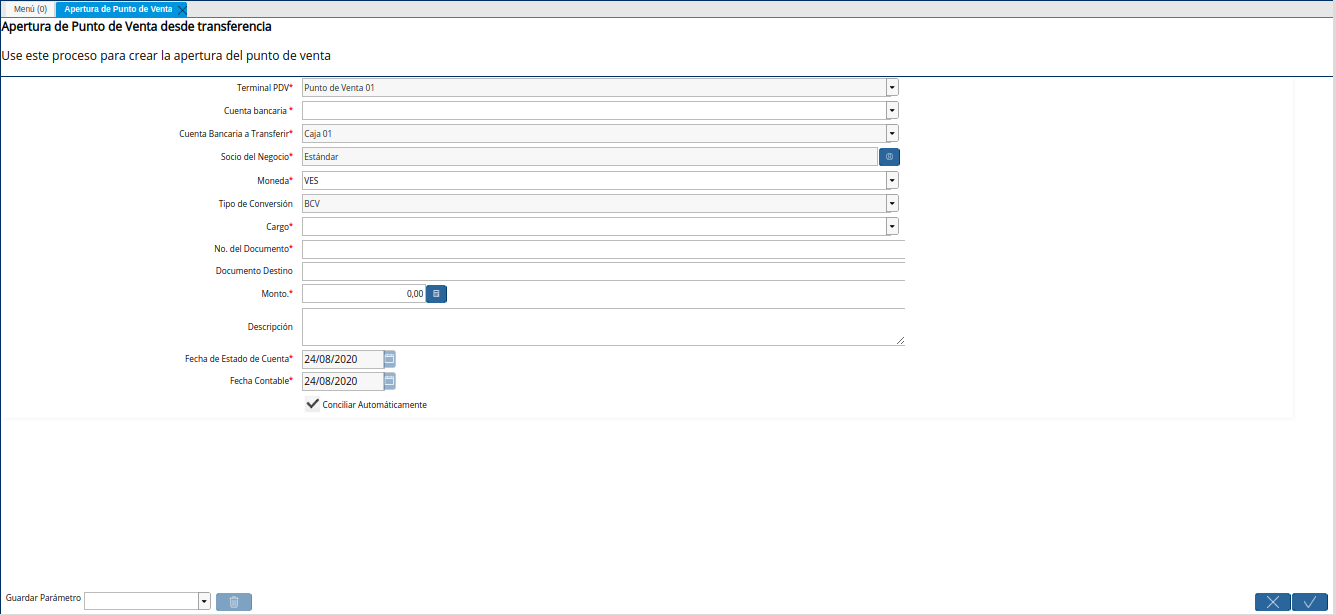 Menú (0) Apertura de Punto de Venta
Apertura de Punto de Venta desde transferencia
Use este proceso para crear la apertura del punto de venta
Terminal PDV* Punto de Venta 01
Cuenta bancaria *
Cuenta Bancaria a Transferir* Caja 01
Socio del Negocio* Estándar
Moneda* VES
Tipo de Conversión BCV
Cargo*
No. del Documento*
Documento Destino
Monto.* 0,00
Descripción
Fecha de Estado de Cuenta* 24/08/2020
Fecha Contable* 24/08/2020
Conciliar Automáticamente
Guardar Parámetro